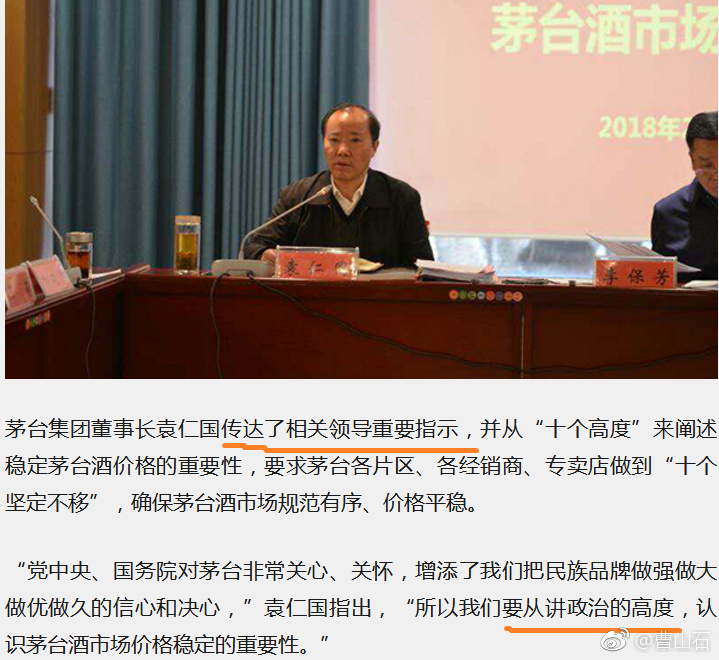 茅台酒市场
2018年2
袁仁国
李保芳
茅台集团董事长袁仁国传达了相关领导重要指示，并从“十个高度”来阐述
稳定茅台酒价格的重要性，要求茅台各片区、各经销商、专卖店做到“十个
坚定不移”，确保茅台酒市场规范有序、价格平稳。
“党中央、国务院对茅台非常关心、关怀，增添了我们把民族品牌做强做大
做优做久的信心和决心，”袁仁国指出，“所以我们要从讲政治的高度，认
识茅台酒市场价格稳定的重要性。”
@曹山石